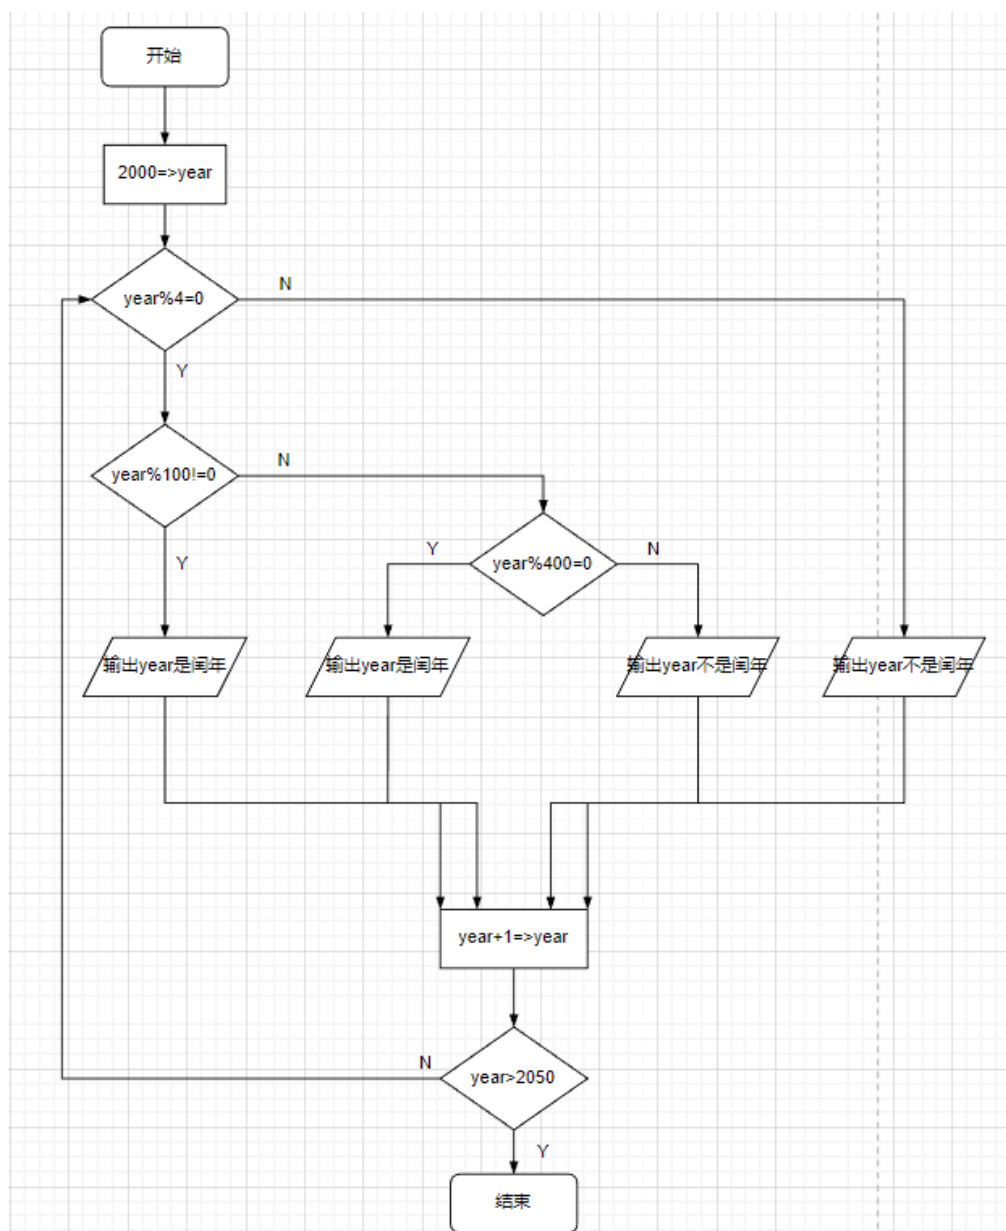 开始
2000=>year
year%4=0
N
Y
year%100!=0
N
Y
year%400=0
Y
N
输出year是闰年
输出year是闰年
输出year不是闰年
输出year不是闰年
year+1=>year
year>2050
N
Y
结束